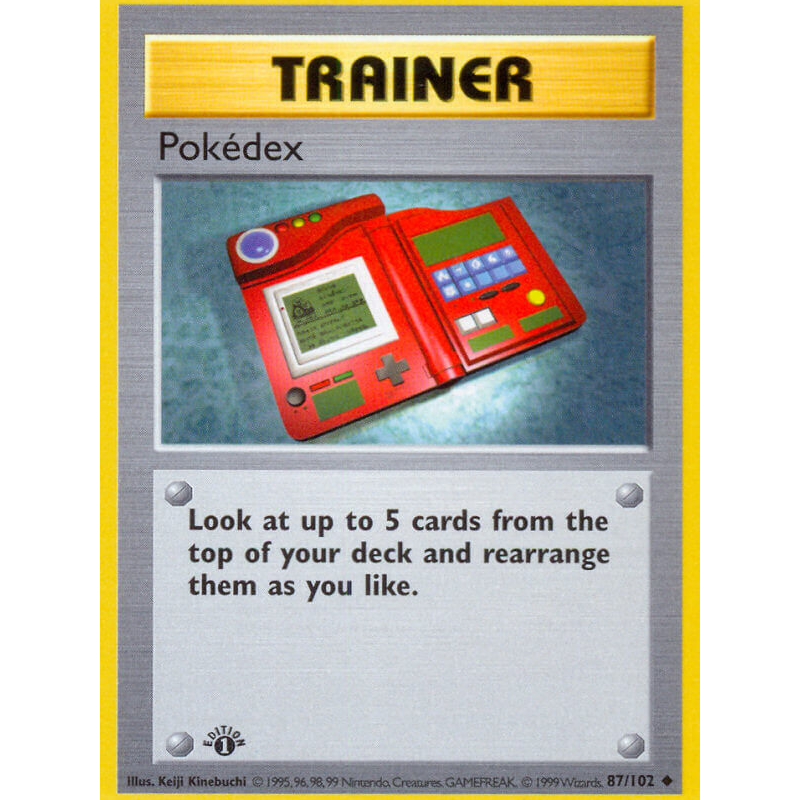 TRAINER
Pokédex
Look at up to 5 cards from the
top of your deck and rearrange
them as you like.
EDITION
1
Illus. Keiji Kinebuchi © 1995, 96, 98, 99 Nintendo, Creatures, GAMEFREAK. © 1999 Wizards. 87/102